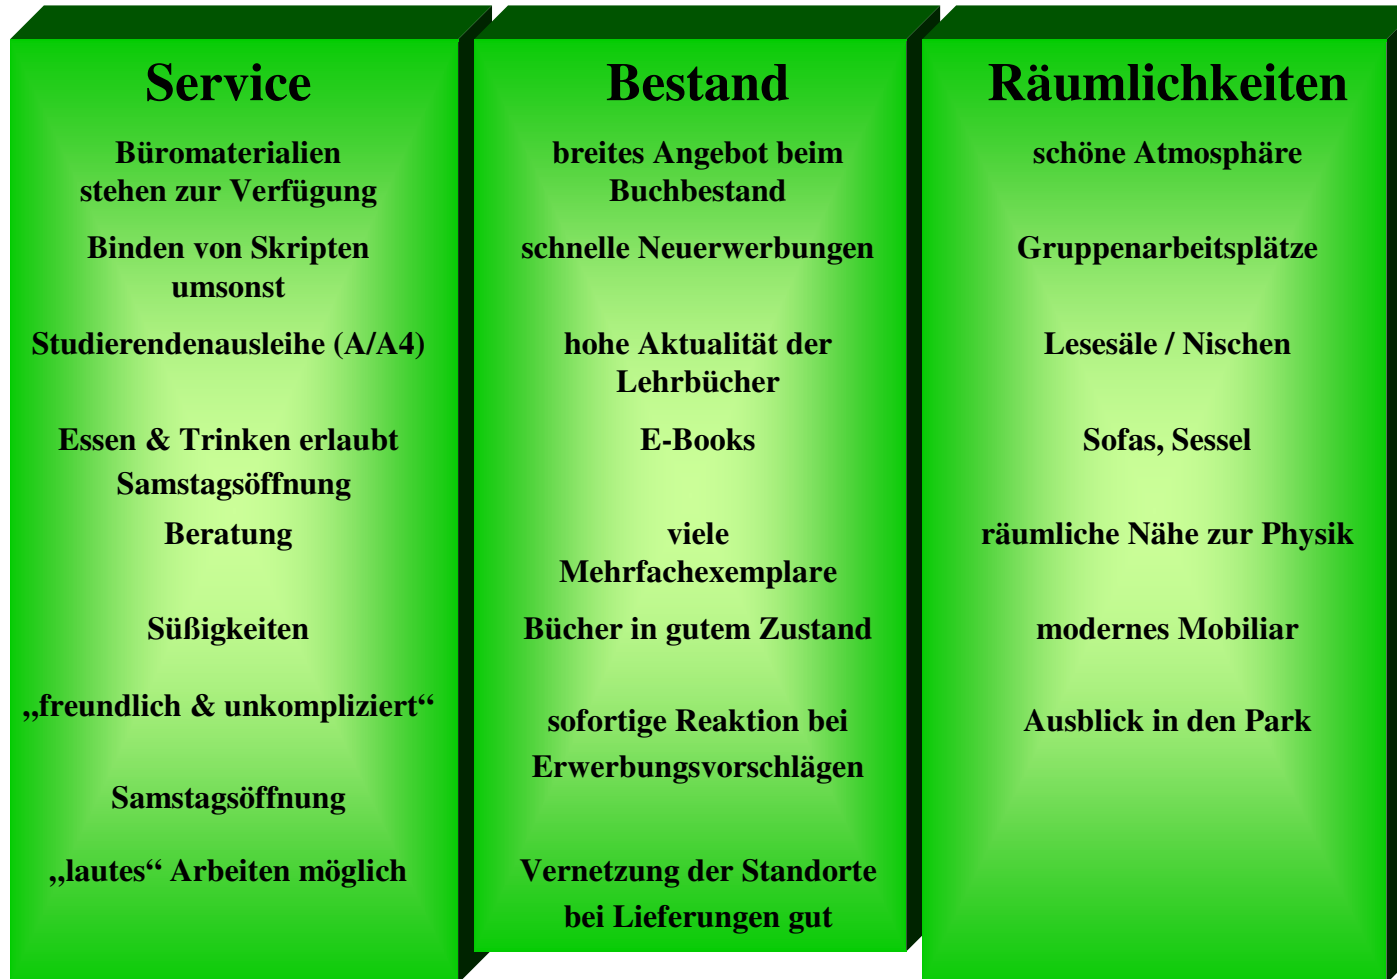 Service
Büromaterialien
stehen zur Verfügung
Binden von Skripten
umsonst
Studierendenausleihe (A/A4)
Essen & Trinken erlaubt
Samstagsöffnung
Beratung
Süßigkeiten
„freundlich & unkompliziert“
Samstagsöffnung
„lautes“ Arbeiten möglich
Bestand
breites Angebot beim
Buchbestand
schnelle Neuerwerbungen
hohe Aktualität der
Lehrbücher
E-Books
viele
Mehrfachexemplare
Bücher in gutem Zustand
sofortige Reaktion bei
Erwerbungsvorschlägen
Vernetzung der Standorte
bei Lieferungen gut
Räumlichkeiten
schöne Atmosphäre
Gruppenarbeitsplätze
Lesesäle / Nischen
Sofas, Sessel
räumliche Nähe zur Physik
modernes Mobiliar
Ausblick in den Park